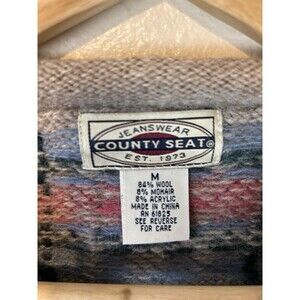 JEANSWEAR
COUNTY SEAT®
EST. 1973
M
84% WOOL
8% MOHAIR
8% ACRYLIC
MADE IN CHINA
RN 61825
SEE REVERSE
FOR CARE